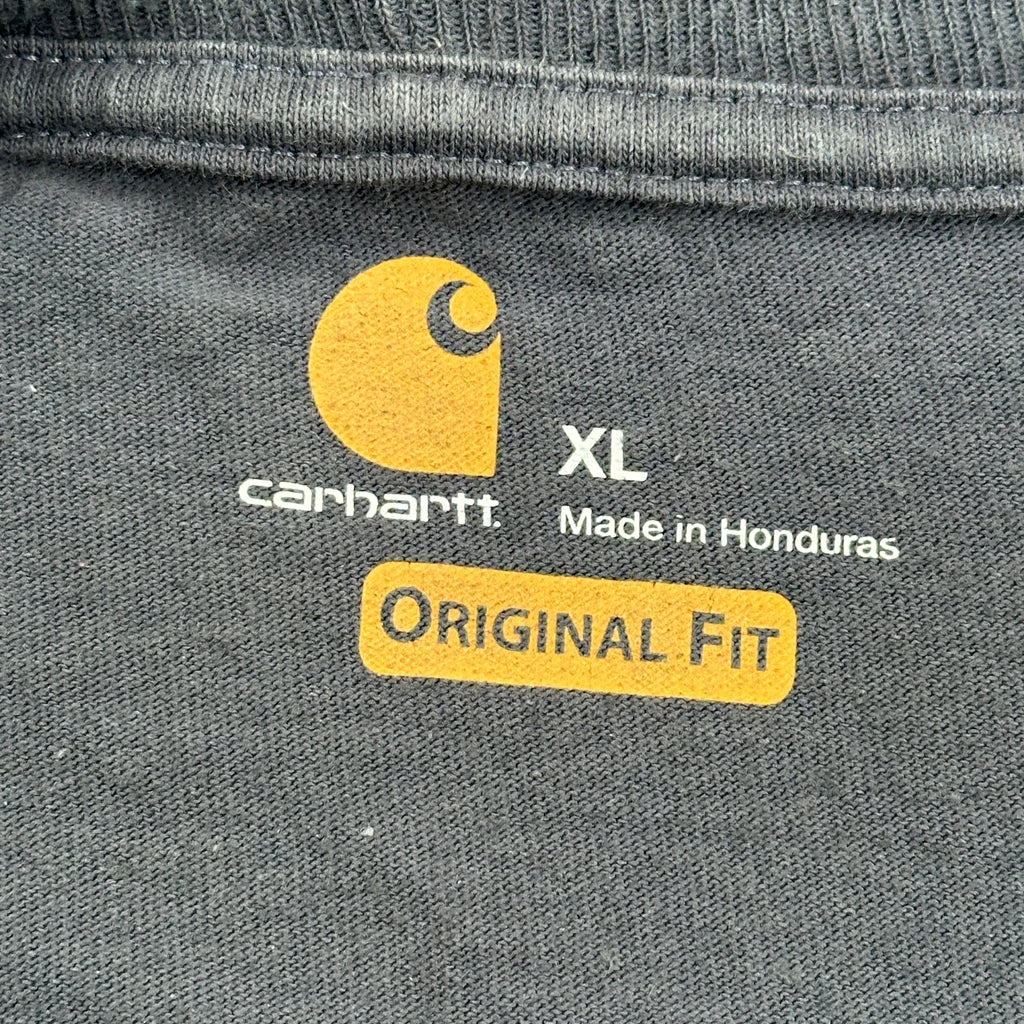 carhartt.
XL
Made in Honduras
ORIGINAL FIT